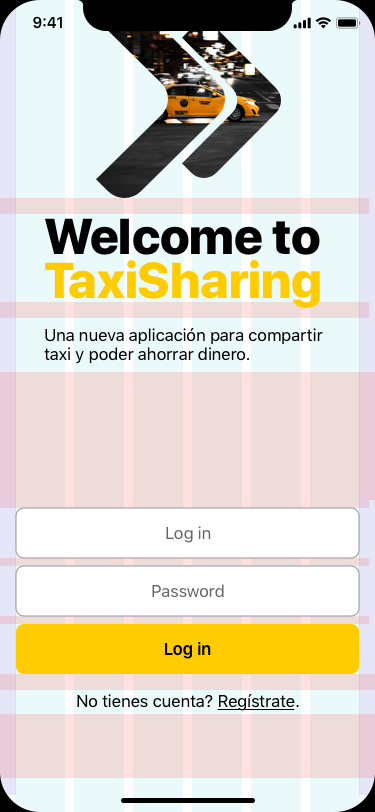 9:41
Welcome to
TaxiSharing
Una nueva aplicación para compartir
taxi y poder ahorrar dinero.
Log in
Password
Log in
No tienes cuenta? Regístrate.